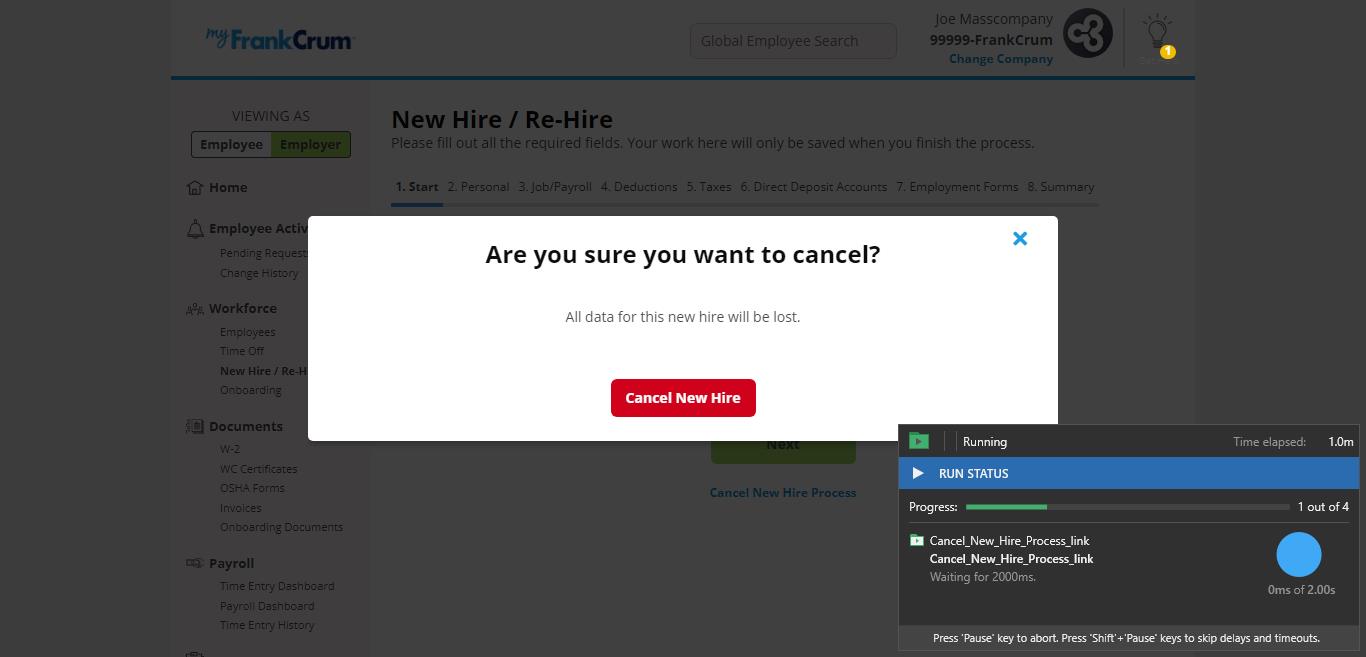 myFrankCrum
Global Employee Search
Joe Masscompany
99999-FrankCrum
Change Company
1
VIEWING AS
Employee Employer
Home
Employee Activ
Pending Requests
Change History
Workforce
Employees
Time Off
New Hire / Re-H
Onboarding
Documents
W-2
WC Certificates
OSHA Forms
Invoices
Onboarding Documents
Payroll
Time Entry Dashboard
Payroll Dashboard
Time Entry History
New Hire / Re-Hire
Please fill out all the required fields. Your work here will only be saved when you finish the process.
1. Start 2. Personal 3. Job/Payroll 4. Deductions 5. Taxes 6. Direct Deposit Accounts 7. Employment Forms 8. Summary
Are you sure you want to cancel?
All data for this new hire will be lost.
Cancel New Hire
Next
Cancel New Hire Process
Running Time elapsed: 1.0m
RUN STATUS
Progress: 1 out of 4
Cancel_New_Hire_Process_link
Cancel_New_Hire_Process_link
Waiting for 2000ms.
0ms of 2.00s
Press 'Pause' key to abort. Press 'Shift'+'Pause' keys to skip delays and timeouts.